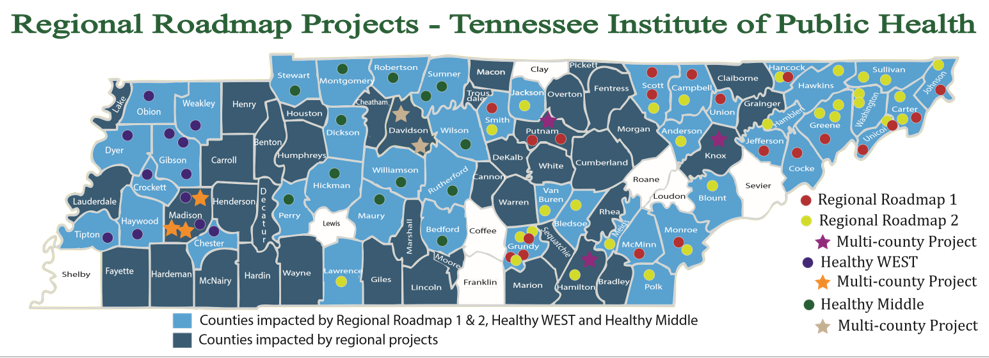 Regional Roadmap Projects - Tennessee Institute of Public Health
Lake
Obion
Weakley
Henry
Stewart
Montgomery
Robertson
Sumner
Macon
Clay
Pickett
Trousdale
Jackson
Overton
Fentress
Scott
Campbell
Claiborne
Hancock
Hawkins
Sullivan
Johnson
Houston
Cheatham
Davidson
Wilson
Smith
Putnam
Morgan
Anderson
Union
Grainger
Hamblen
Greene
Washington
Carter
Unicoi
Dyer
Gibson
Carroll
Benton
Humphreys
Dickson
Williamson
Rutherford
Cannon
DeKalb
White
Cumberland
Roane
Knox
Jefferson
Cocke
Sevier
Lauderdale
Crockett
Madison
Henderson
Decatur
Perry
Hickman
Maury
Bedford
Coffee
Warren
Van
Buren
Bledsoe
Rhea
Meigs
Loudon
Blount
Monroe
McMinn
Tipton
Haywood
Chester
Lewis
Marshall
Moore
Grundy
Sequatchie
Shelby
Fayette
Hardeman
McNairy
Hardin
Wayne
Lawrence
Giles
Lincoln
Franklin
Marion
Hamilton
Bradley
Polk
Regional Roadmap 1
Regional Roadmap 2
Multi-county Project
Healthy WEST
Multi-county Project
Healthy Middle
Multi-county Project
Counties impacted by Regional Roadmap 1 & 2, Healthy WEST and Healthy Middle
Counties impacted by regional projects